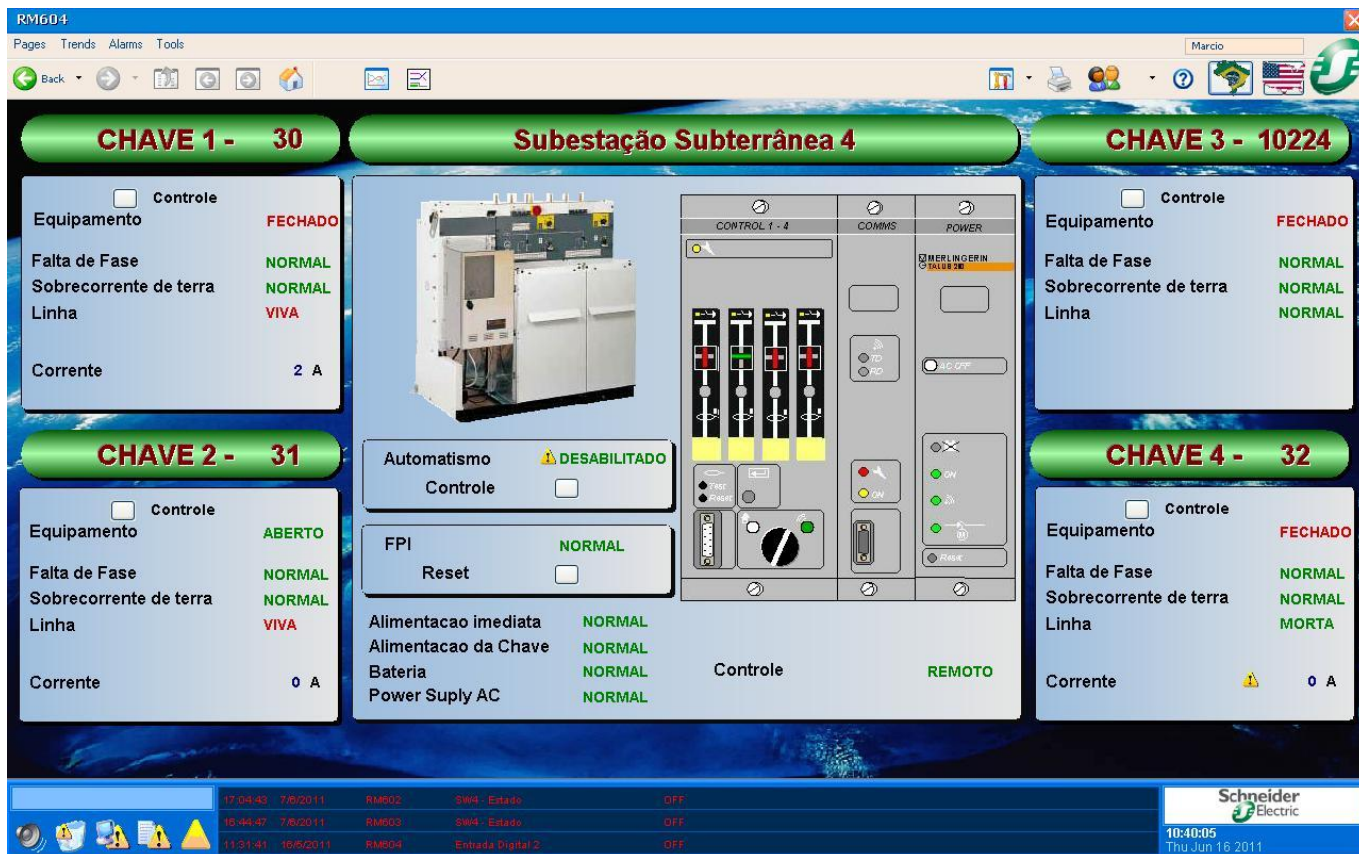 RM604
Pages Trends Alarms Tools
Marcio
Back
CHAVE 1 - 30
Subestação Subterrânea 4
CHAVE 3 - 10224
Controle
Equipamento FECHADO
Falta de Fase NORMAL
Sobrecorrente de terra NORMAL
Linha VIVA
Corrente 2 A
CONTROL 1 - 4
COMMS
POWER
MERLINGERIN
TALUS 200
TD
RD
AC OFF
Test
Reset
ON
ON
Reset
Controle
Equipamento FECHADO
Falta de Fase NORMAL
Sobrecorrente de terra NORMAL
Linha NORMAL
CHAVE 2 - 31
Controle
Equipamento ABERTO
Falta de Fase NORMAL
Sobrecorrente de terra NORMAL
Linha VIVA
Corrente 0 A
Automatismo DESABILITADO
Controle
FPI NORMAL
Reset
Alimentacao imediata NORMAL
Alimentacao da Chave NORMAL
Bateria NORMAL
Power Suply AC NORMAL
Controle REMOTO
CHAVE 4 - 32
Controle
Equipamento FECHADO
Falta de Fase NORMAL
Sobrecorrente de terra NORMAL
Linha MORTA
Corrente 0 A
17:04:43 7/6/2011 RM602 SW4 - Estado OFF
16:44:47 7/6/2011 RM603 SW4 - Estado OFF
11:31:41 16/5/2011 RM604 Entrada Digital 2 OFF
Schneider
Electric
10:40:05
Thu Jun 16 2011